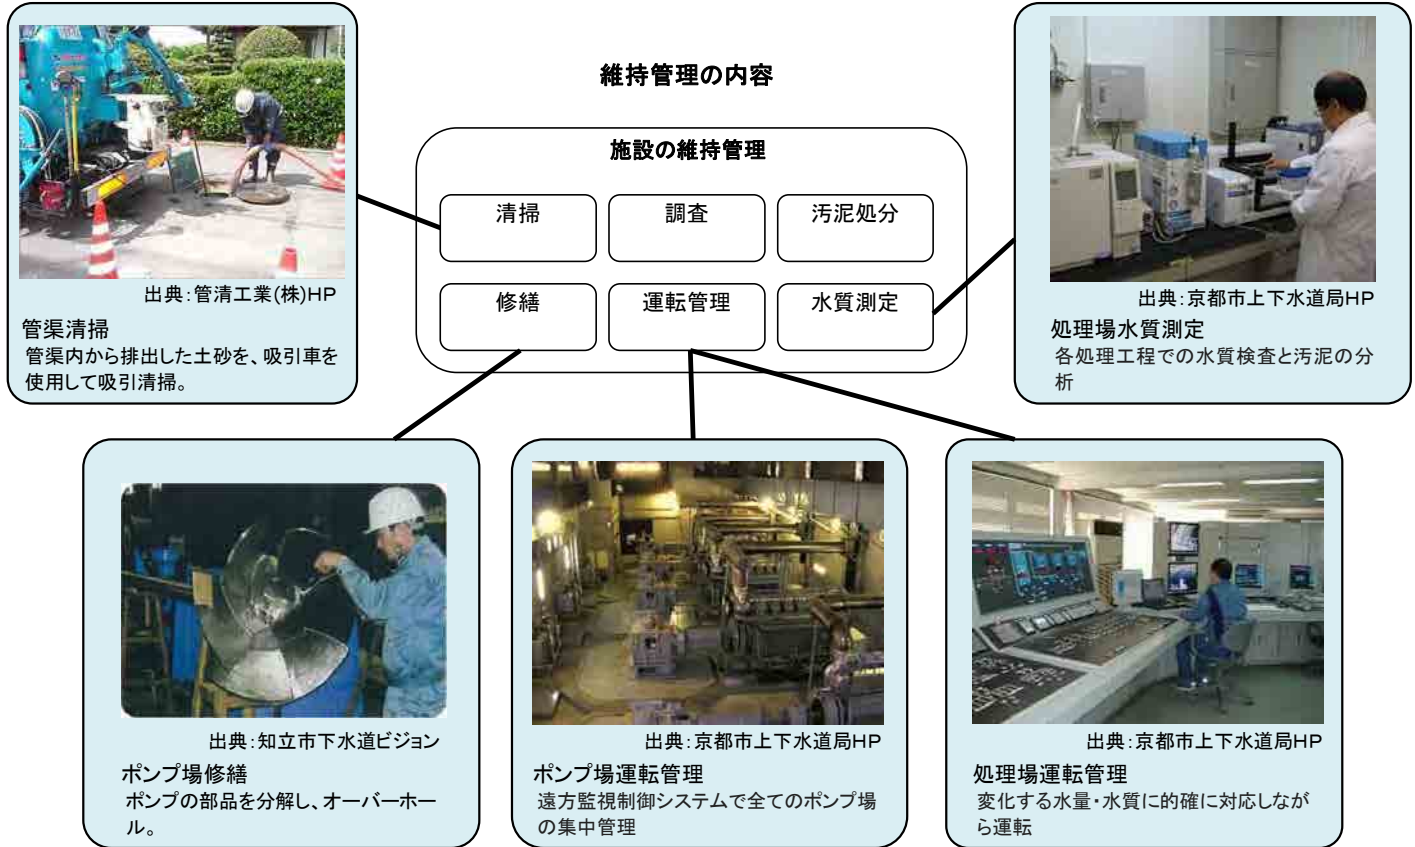 維持管理の内容
施設の維持管理
清掃
調査
汚泥処分
修繕
運転管理
水質測定
出典:管清工業(株)HP
管渠清掃
管渠内から排出した土砂を、吸引車を
使用して吸引清掃。
出典:京都市上下水道局HP
処理場水質測定
各処理工程での水質検査と汚泥の分
析
出典:知立市下水道ビジョン
ポンプ場修繕
ポンプの部品を分解し、オーバーホー
ル。
出典:京都市上下水道局HP
ポンプ場運転管理
遠方監視制御システムで全てのポンプ場
の集中管理
出典:京都市上下水道局HP
処理場運転管理
変化する水量・水質に的確に対応しなが
ら運転